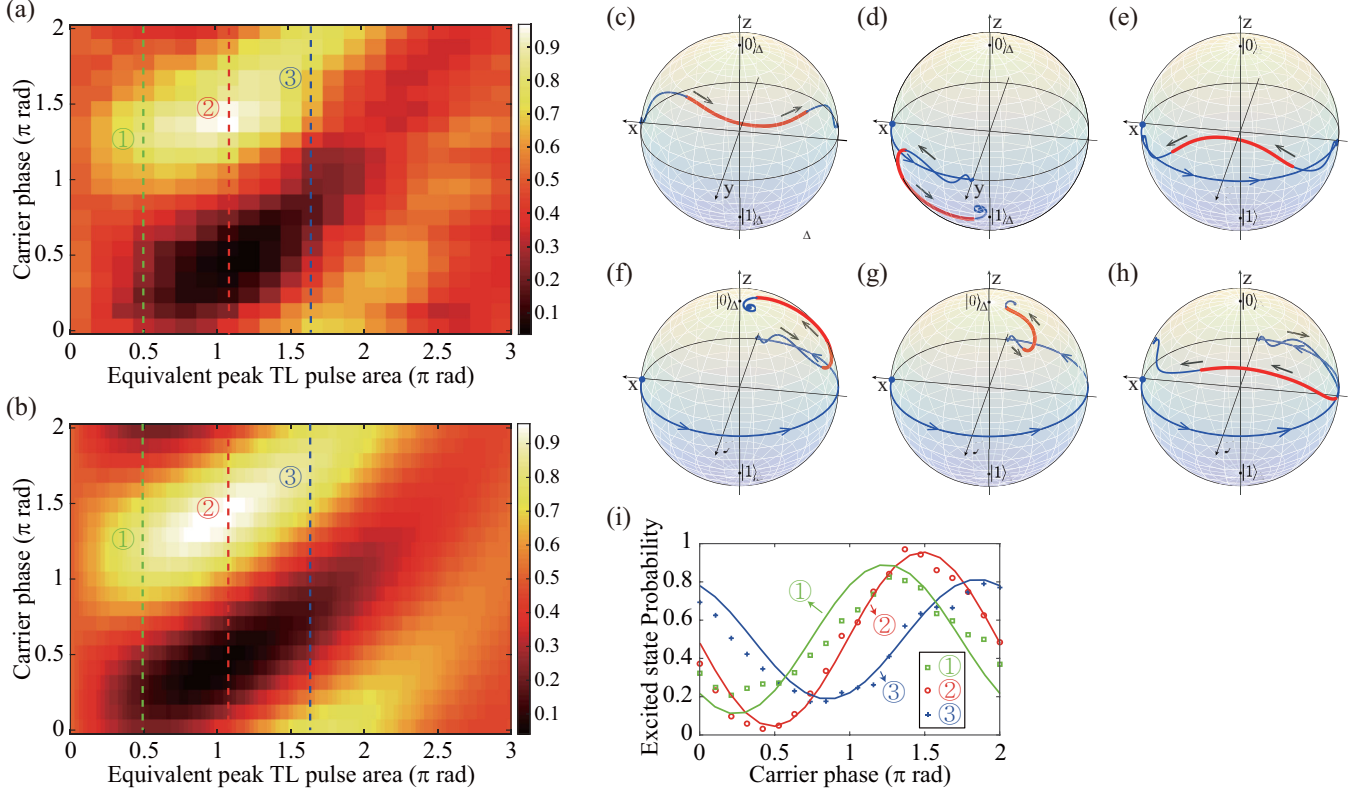 (a)
Carrier phase (π rad)
2
1.5
1
0.5
0
①
②
③
0
0.5
1
1.5
2
2.5
3
Equivalent peak TL pulse area (π rad)
0.9
0.8
0.7
0.6
0.5
0.4
0.3
0.2
0.1
(b)
Carrier phase (π rad)
2
1.5
1
0.5
0
①
②
③
0
0.5
1
1.5
2
2.5
3
Equivalent peak TL pulse area (π rad)
0.9
0.8
0.7
0.6
0.5
0.4
0.3
0.2
0.1
(c)
z
|0⟩Δ
x
y
|1⟩Δ
Δ
(d)
z
|0⟩Δ
x
y
|1⟩Δ
(e)
z
|0⟩
x
|1⟩
(f)
z
|0⟩Δ
x
|1⟩
(g)
z
|0⟩Δ
x
|1⟩
(h)
z
|0⟩
x
|1⟩
(i)
Excited state Probability
1
0.8
0.6
0.4
0.2
0
①
②
③
①
②
③
0
0.5
1
1.5
2
Carrier phase (π rad)